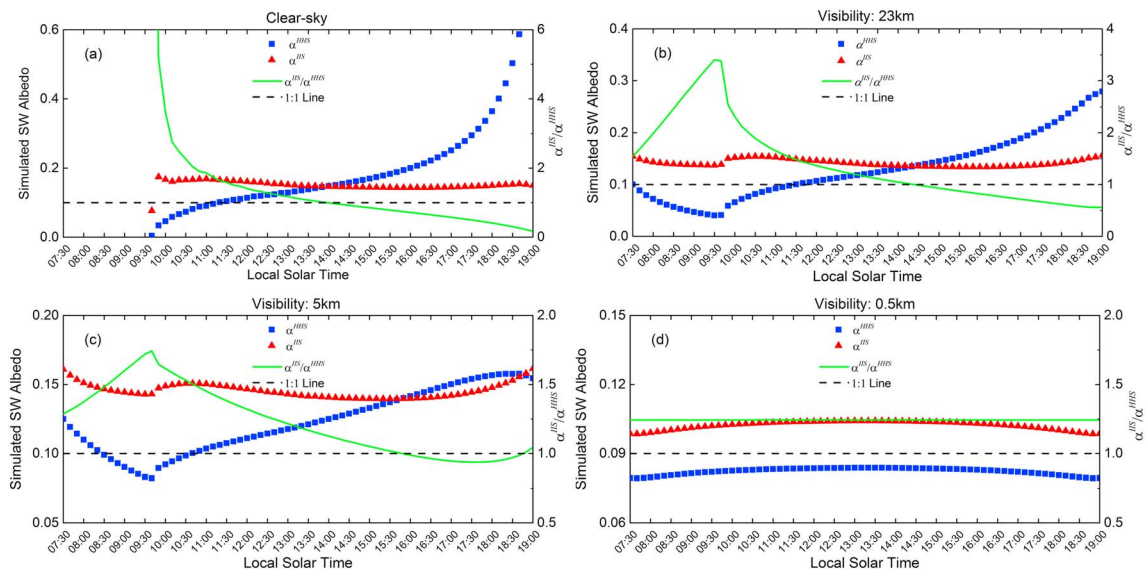 Clear-sky
(a)
α^HHS
α^IIS
α^IIS/α^HHS
1:1 Line
Simulated SW Albedo
0.6
0.4
0.2
0.0
α^IIS/α^HHS
6
4
2
0
07:30 08:00 08:30 09:00 09:30 10:00 10:30 11:00 11:30 12:00 12:30 13:00 13:30 14:00 14:30 15:00 15:30 16:00 16:30 17:00 17:30 18:00 18:30 19:00
Local Solar Time
Visibility: 23km
(b)
α^HHS
α^IIS
α^IIS/α^HHS
1:1 Line
Simulated SW Albedo
0.4
0.3
0.2
0.1
0.0
α^IIS/α^HHS
4
3
2
1
0
07:30 08:00 08:30 09:00 09:30 10:00 10:30 11:00 11:30 12:00 12:30 13:00 13:30 14:00 14:30 15:00 15:30 16:00 16:30 17:00 17:30 18:00 18:30 19:00
Local Solar Time
Visibility: 5km
(c)
α^HHS
α^IIS
α^IIS/α^HHS
1:1 Line
Simulated SW Albedo
0.20
0.15
0.10
0.05
α^IIS/α^HHS
2.0
1.5
1.0
0.5
07:30 08:00 08:30 09:00 09:30 10:00 10:30 11:00 11:30 12:00 12:30 13:00 13:30 14:00 14:30 15:00 15:30 16:00 16:30 17:00 17:30 18:00 18:30 19:00
Local Solar Time
Visibility: 0.5km
(d)
α^HHS
α^IIS
α^IIS/α^HHS
1:1 Line
Simulated SW Albedo
0.15
0.12
0.09
0.06
α^IIS/α^HHS
2.0
1.5
1.0
0.5
07:30 08:00 08:30 09:00 09:30 10:00 10:30 11:00 11:30 12:00 12:30 13:00 13:30 14:00 14:30 15:00 15:30 16:00 16:30 17:00 17:30 18:00 18:30 19:00
Local Solar Time